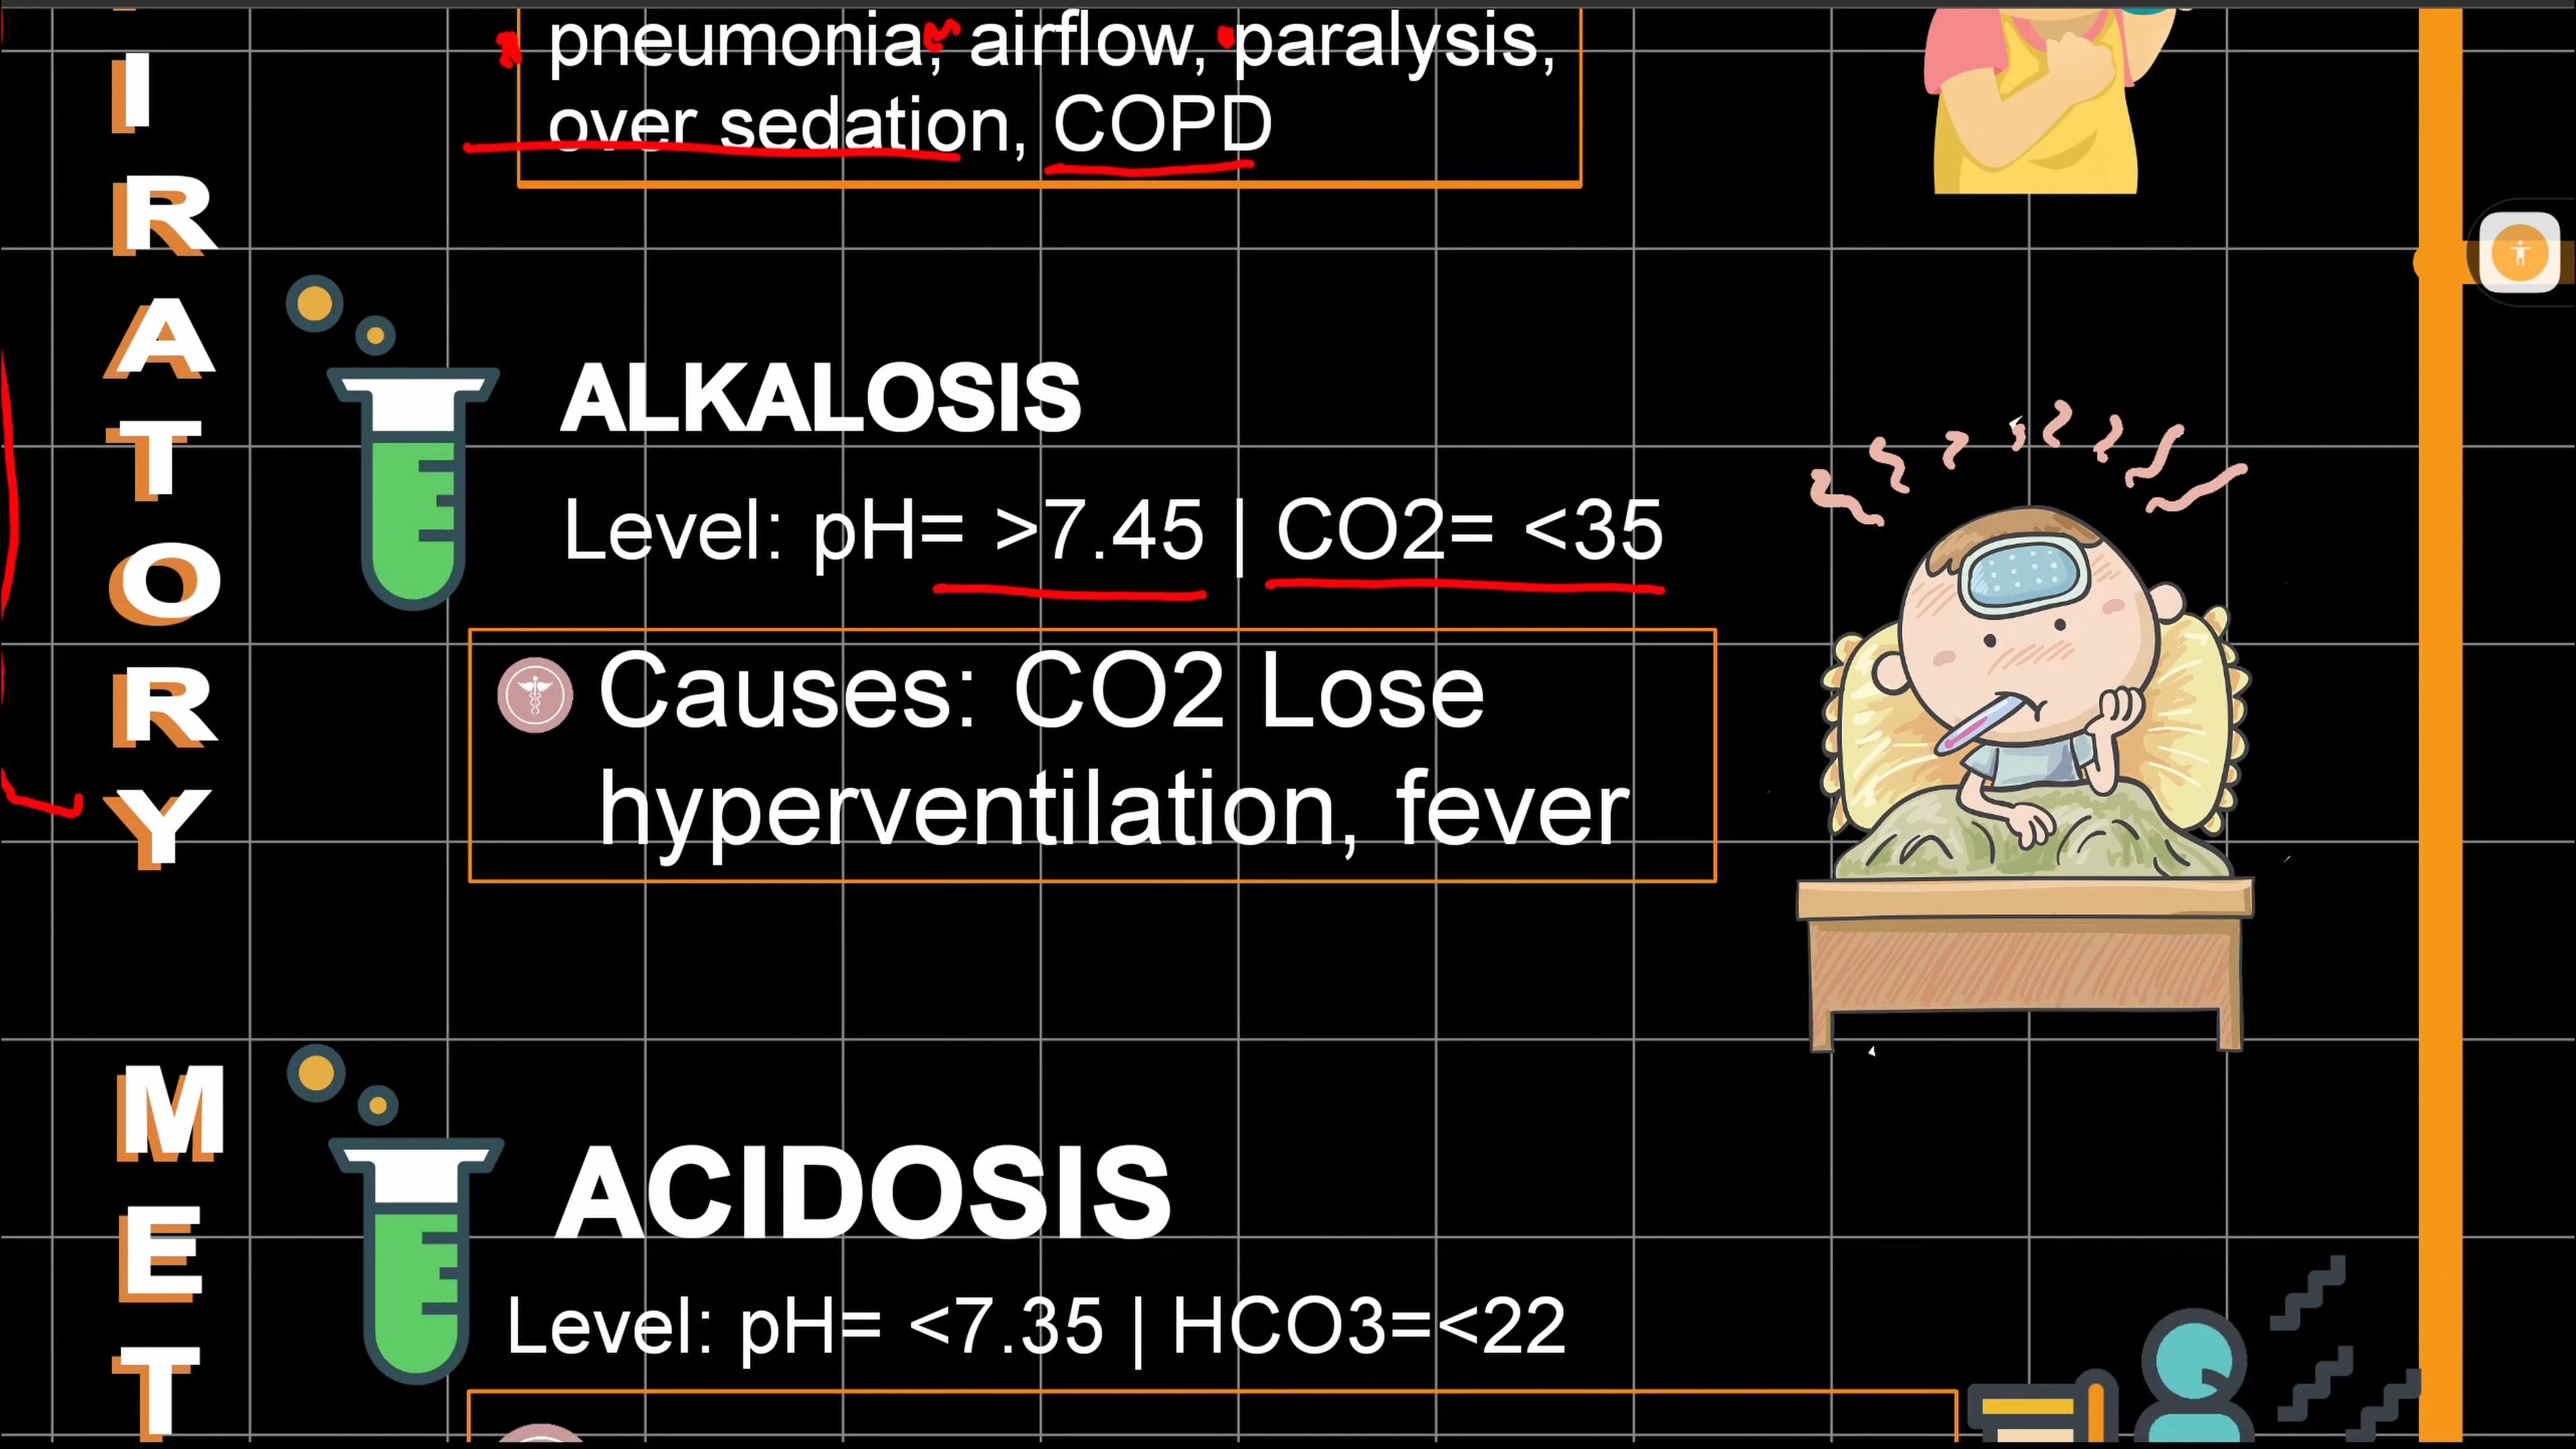 pneumonia, airflow, paralysis,
over sedation, COPD
I
R
A
T
O
R
Y
ALKALOSIS
Level: pH= >7.45 | CO2= <35
Causes: CO2 Lose
hyperventilation, fever
M
E
T
ACIDOSIS
Level: pH= <7.35 | HCO3=<22